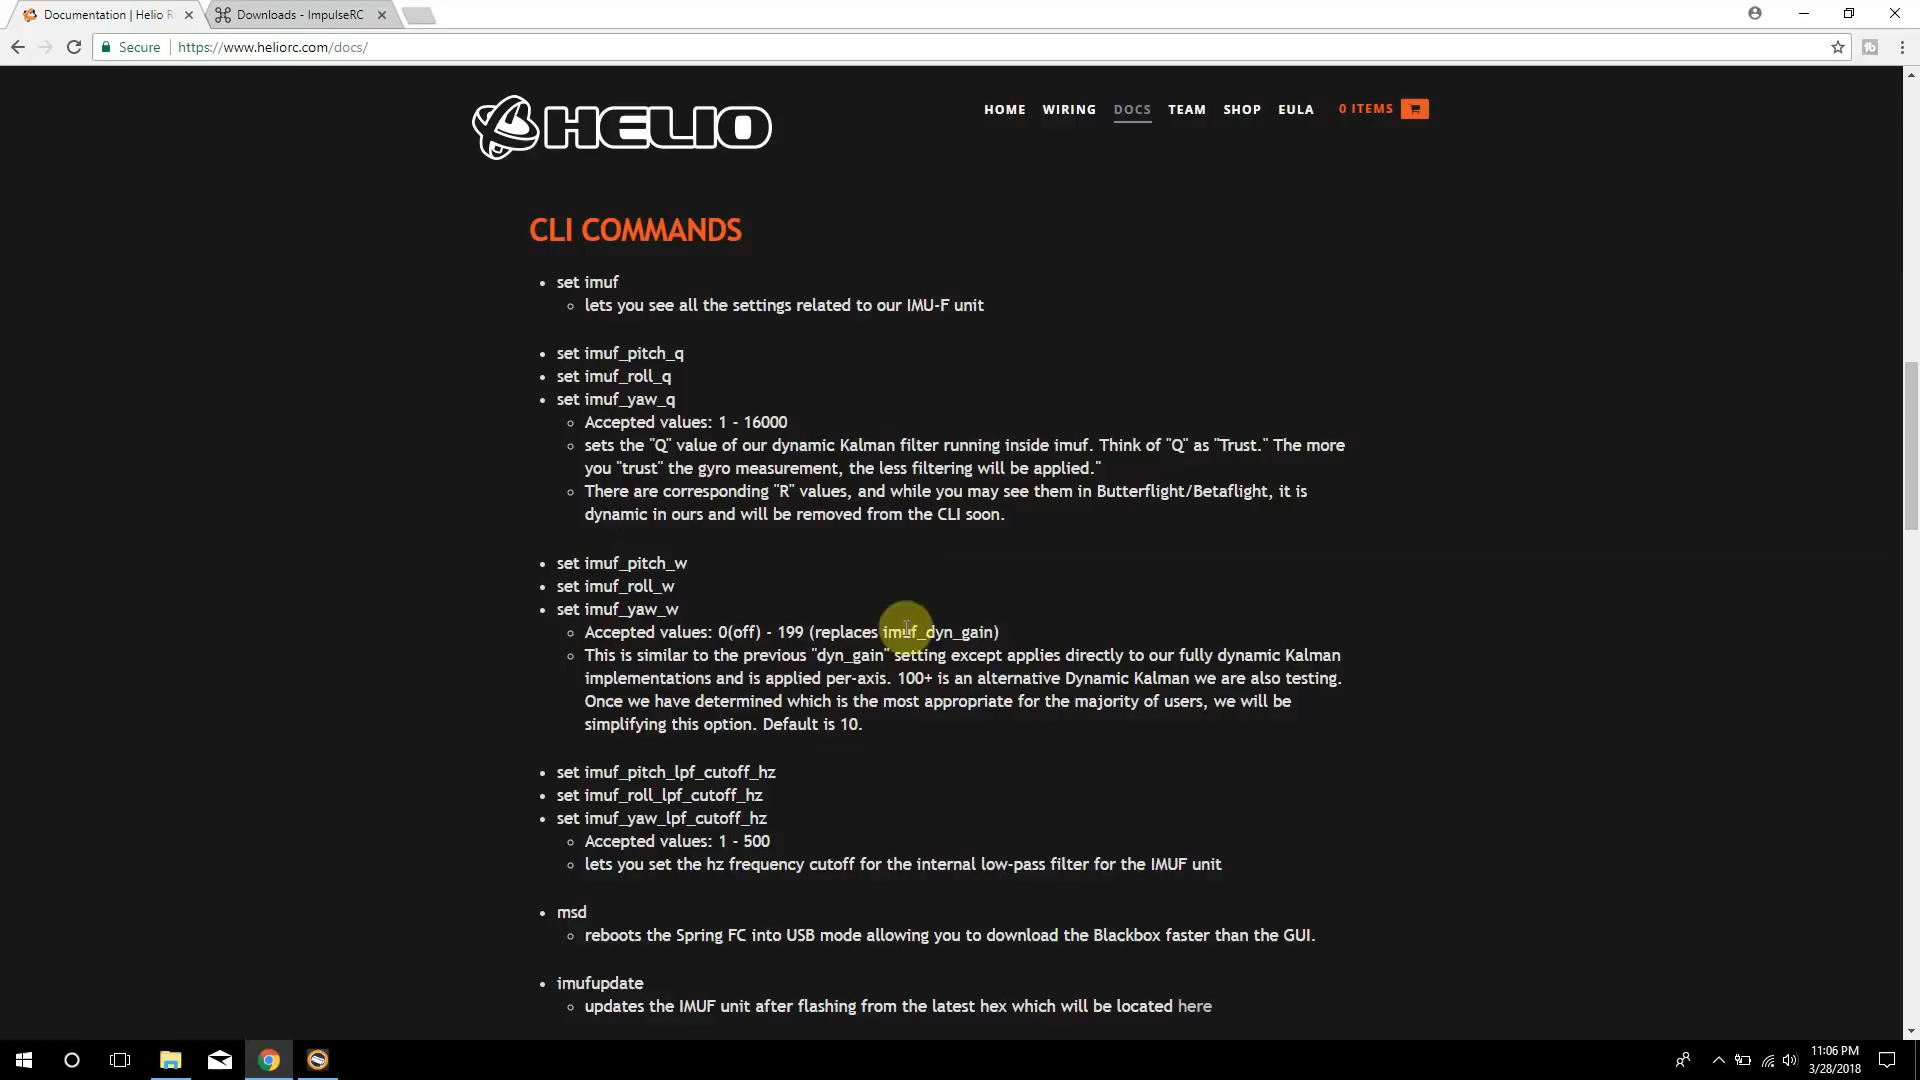 Documentation | Helio R
Downloads - ImpulseRC
Secure
https://www.heliorc.com/docs/
HELIO
HOME WIRING DOCS TEAM SHOP EULA 0 ITEMS
CLI COMMANDS
set imuf
lets you see all the settings related to our IMU-F unit
set imuf_pitch_q
set imuf_roll_q
set imuf_yaw_q
Accepted values: 1 - 16000
sets the "Q" value of our dynamic Kalman filter running inside imuf. Think of "Q" as "Trust." The more
you "trust" the gyro measurement, the less filtering will be applied."
There are corresponding "R" values, and while you may see them in Butterflight/Betaflight, it is
dynamic in ours and will be removed from the CLI soon.
set imuf_pitch_w
set imuf_roll_w
set imuf_yaw_w
Accepted values: 0(off) - 199 (replaces imuf_dyn_gain)
This is similar to the previous "dyn_gain" setting except applies directly to our fully dynamic Kalman
implementations and is applied per-axis. 100+ is an alternative Dynamic Kalman we are also testing.
Once we have determined which is the most appropriate for the majority of users, we will be
simplifying this option. Default is 10.
set imuf_pitch_lpf_cutoff_hz
set imuf_roll_lpf_cutoff_hz
set imuf_yaw_lpf_cutoff_hz
Accepted values: 1 - 500
lets you set the hz frequency cutoff for the internal low-pass filter for the IMUF unit
msd
reboots the Spring FC into USB mode allowing you to download the Blackbox faster than the GUI.
imufupdate
updates the IMUF unit after flashing from the latest hex which will be located here
11:06 PM
3/28/2018